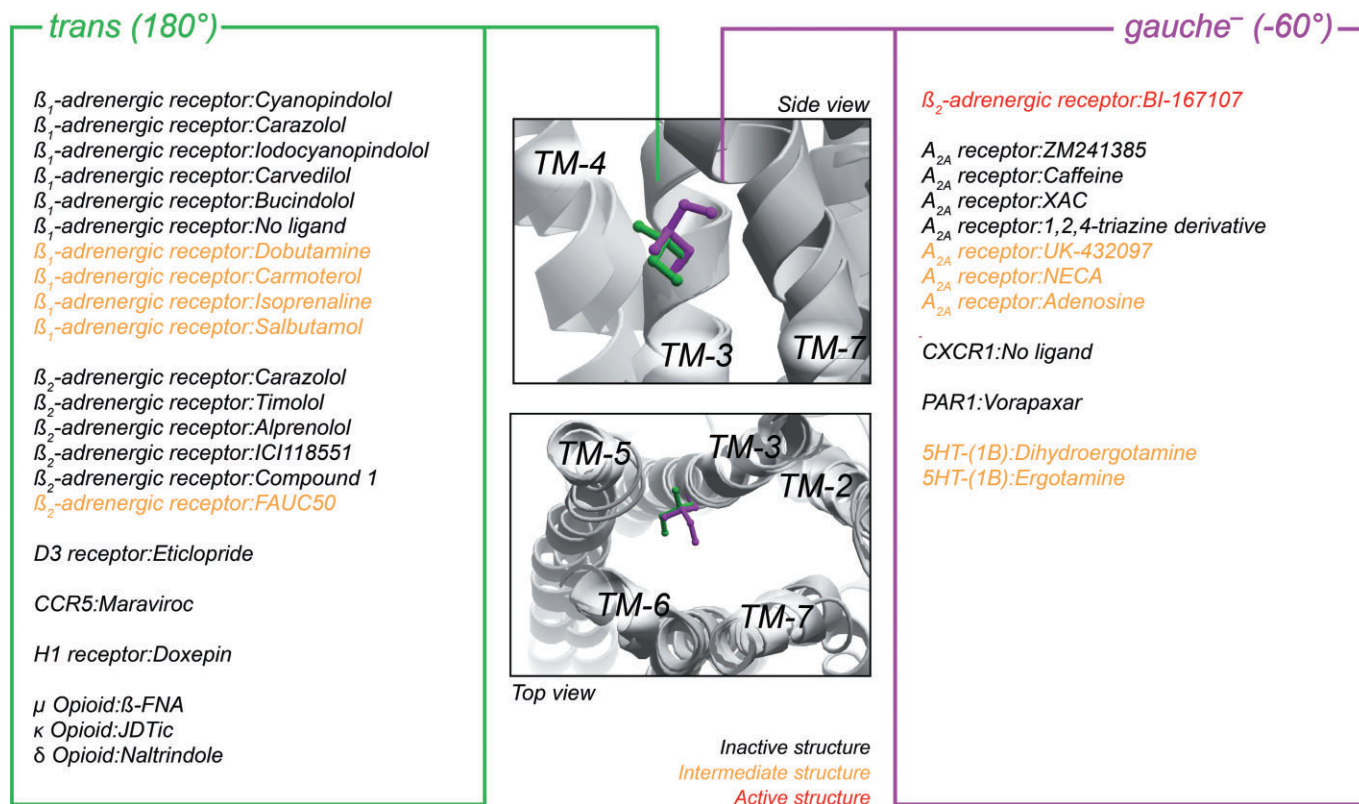 trans (180°)
ß1-adrenergic receptor:Cyanopindolol
ß1-adrenergic receptor:Carazolol
ß1-adrenergic receptor:Iodocyanopindolol
ß1-adrenergic receptor:Carvedilol
ß1-adrenergic receptor:Bucindolol
ß1-adrenergic receptor:No ligand
ß1-adrenergic receptor:Dobutamine
ß1-adrenergic receptor:Carmoterol
ß1-adrenergic receptor:Isoprenaline
ß1-adrenergic receptor:Salbutamol
ß2-adrenergic receptor:Carazolol
ß2-adrenergic receptor:Timolol
ß2-adrenergic receptor:Alprenolol
ß2-adrenergic receptor:ICI118551
ß2-adrenergic receptor:Compound 1
ß2-adrenergic receptor:FAUC50
D3 receptor:Eticlopride
CCR5:Maraviroc
H1 receptor:Doxepin
μ Opioid:ß-FNA
κ Opioid:JDTic
δ Opioid:Naltrindole
Side view
TM-4
TM-3
TM-7
TM-5
TM-3
TM-2
TM-6
TM-7
Top view
Inactive structure
Intermediate structure
Active structure
gauche⁻ (-60°)
ß2-adrenergic receptor:BI-167107
A2A receptor:ZM241385
A2A receptor:Caffeine
A2A receptor:XAC
A2A receptor:1,2,4-triazine derivative
A2A receptor:UK-432097
A2A receptor:NECA
A2A receptor:Adenosine
CXCR1:No ligand
PAR1:Vorapaxar
5HT-(1B):Dihydroergotamine
5HT-(1B):Ergotamine